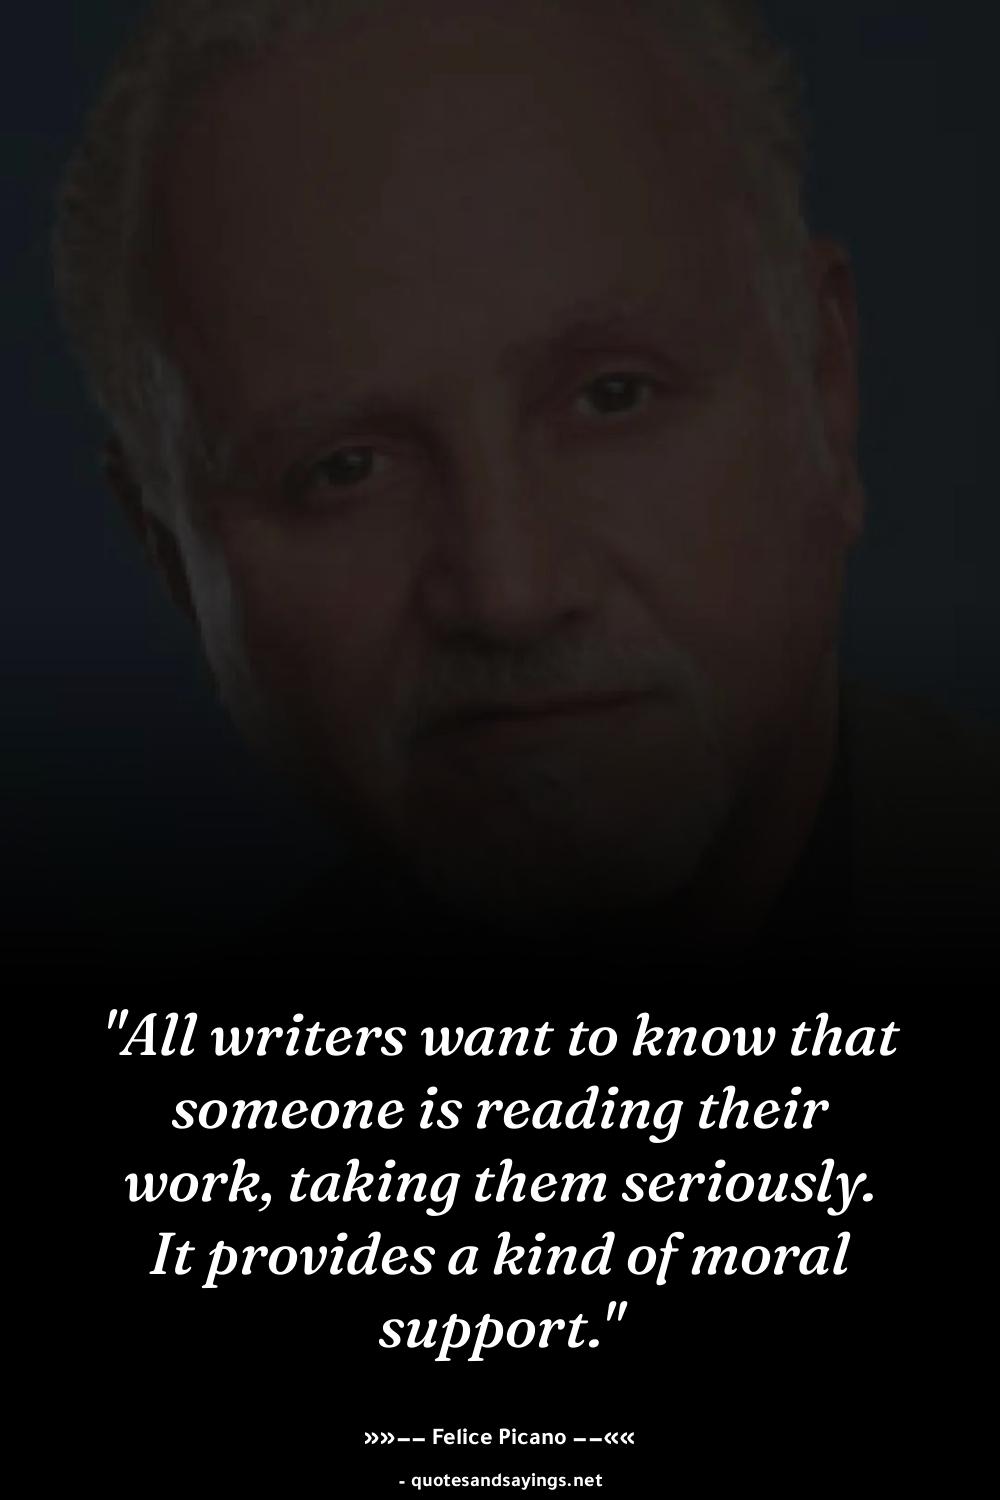 "All writers want to know that
someone is reading their
work, taking them seriously.
It provides a kind of moral
support."
»»−− Felice Picano −−««
- quotesandsayings.net